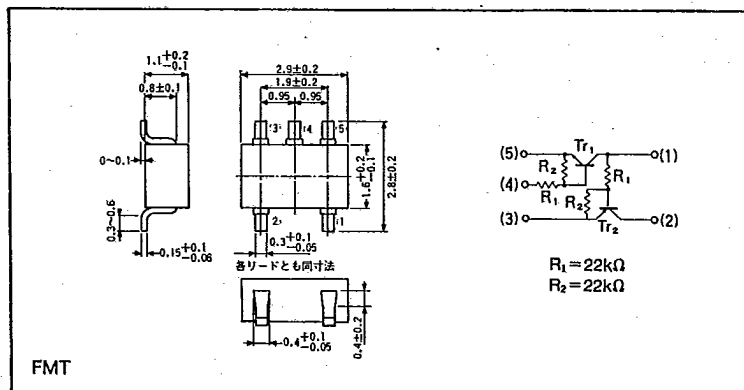 1.1+0.2 -0.1
0.8±0.1
0~0.1
0.3~0.6
0.15+0.1 -0.06
2.9±0.2
1.9±0.2
0.95 0.95
(3) (4 (5)
1.6+0.2 -0.1
2.8±0.2
(2) (1
0.3+0.1 -0.05
各リードとも同寸法
0.4+0.1 -0.05
0.4±0.2
(5) Tr1 (1)
R2 R1
(4) R1
R2
(3) Tr2 (2)
R1=22kΩ
R2=22kΩ
FMT